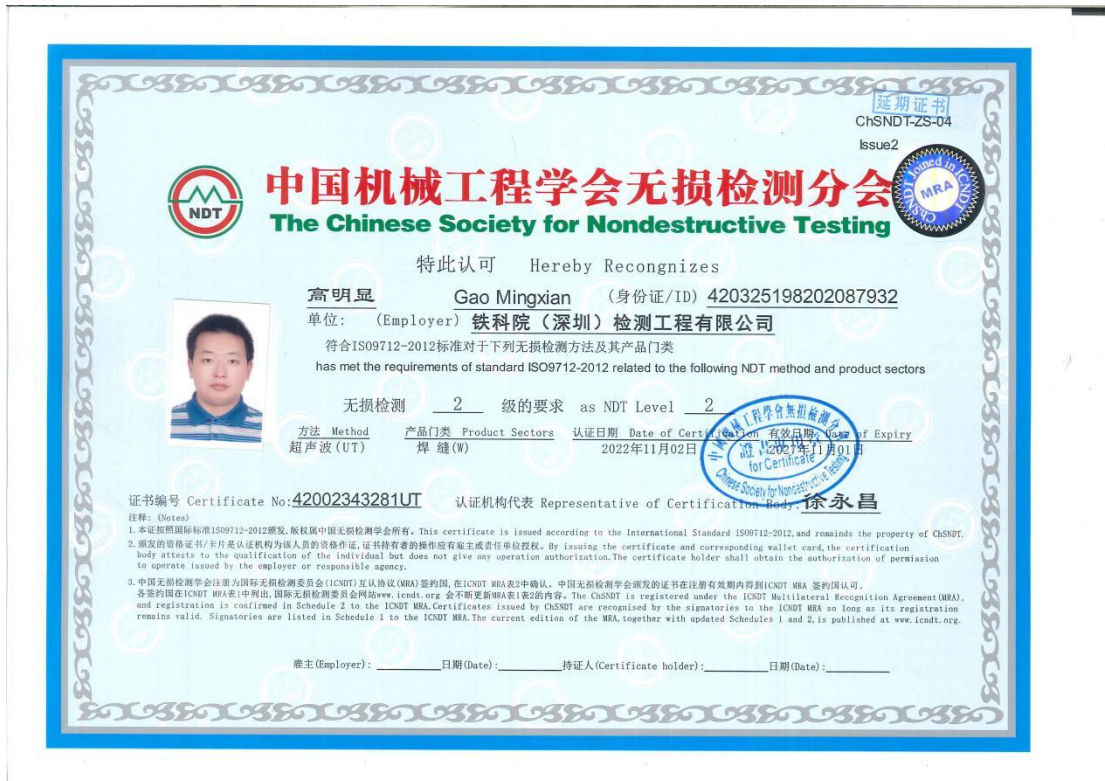 延期证书
ChSNDT-ZS-04
Issue2
NDT
中国机械工程学会无损检测分会
The Chinese Society for Nondestructive Testing
ChSNDT Joined in ICNDT
MRA
特此认可 Hereby Recongnizes
高明显 Gao Mingxian (身份证/ID) 420325198202087932
单位: (Employer) 铁科院（深圳）检测工程有限公司
符合ISO9712-2012标准对于下列无损检测方法及其产品门类
has met the requirements of standard ISO9712-2012 related to the following NDT method and product sectors
无损检测 2 级的要求 as NDT Level 2
方法 Method 产品门类 Product Sectors 认证日期 Date of Certification 有效日期 Date of Expiry
超声波(UT) 焊 缝(W) 2022年11月02日 2027年11月01日
for Certificate
Chinese Society for Nondestructive Testing
证书编号 Certificate No:42002343281UT 认证机构代表 Representative of Certification Body: 徐永昌
注释: (Notes)
1. 本证按照国际标准ISO9712-2012颁发, 版权属中国无损检测学会所有。This certificate is issued according to the International Standard ISO9712-2012, and remainds the property of ChSNDT.
2. 颁发的资格证书/卡片是认证机构为该人员的资格作证, 证书持有者的操作应有雇主或责任单位授权。By issuing the certificate and corresponding wallet card, the certification
body attests to the qualification of the individual but does not give any operation authorization. The certificate holder shall obtain the authorization of permission
to operate issued by the employer or responsible agency.
3. 中国无损检测学会注册为国际无损检测委员会(ICNDT)互认协议(MRA)签约国, 在ICNDT MRA表2中确认。中国无损检测学会颁发的证书在注册有效期内得到ICNDT MRA 签约国认可。
各签约国在ICNDT MRA表1中列出, 国际无损检测委员会网站www.icndt.org 会不断更新MRA表1表2的内容。The ChSNDT is registered under the ICNDT Multilateral Recognition Agreement(MRA),
and registration is confirmed in Schedule 2 to the ICNDT MRA. Certificates issued by ChSNDT are recognised by the signatories to the ICNDT MRA so long as its registration
remains valid. Signatories are listed in Schedule 1 to the ICNDT MRA. The current edition of the MRA, together with updated Schedules 1 and 2, is published at www.icndt.org.
雇主(Employer): 日期(Date): 持证人(Certificate holder): 日期(Date):